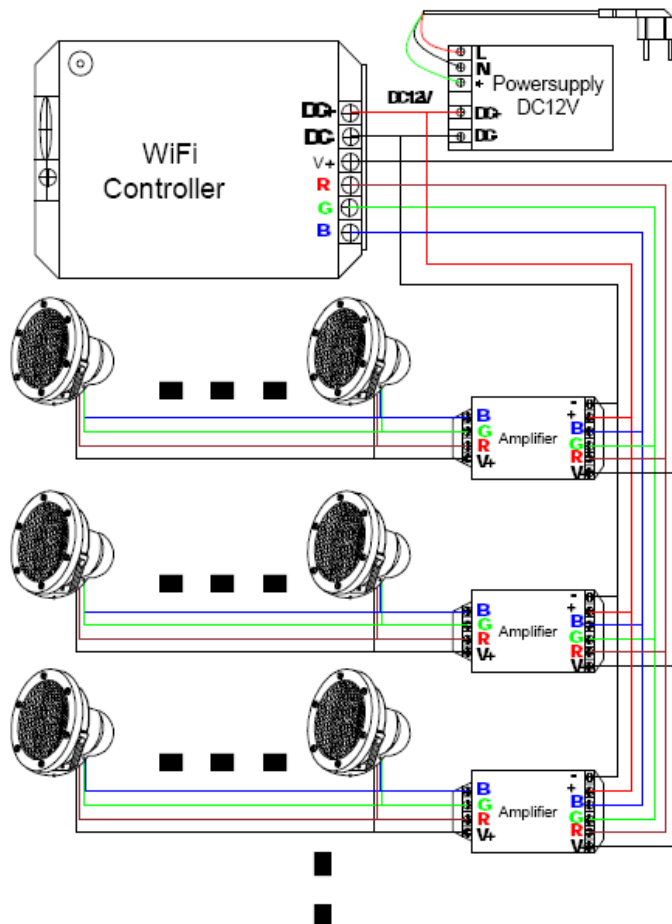 L
N
+
Powersupply
DC12V
DC+
DC-
DC12V
DC+
DC-
V+
R
G
B
WiFi
Controller
B
G
R
V+
Amplifier
-
+
B
G
R
V+
B
G
R
V+
Amplifier
-
+
B
G
R
V+
B
G
R
V+
Amplifier
-
+
B
G
R
V+